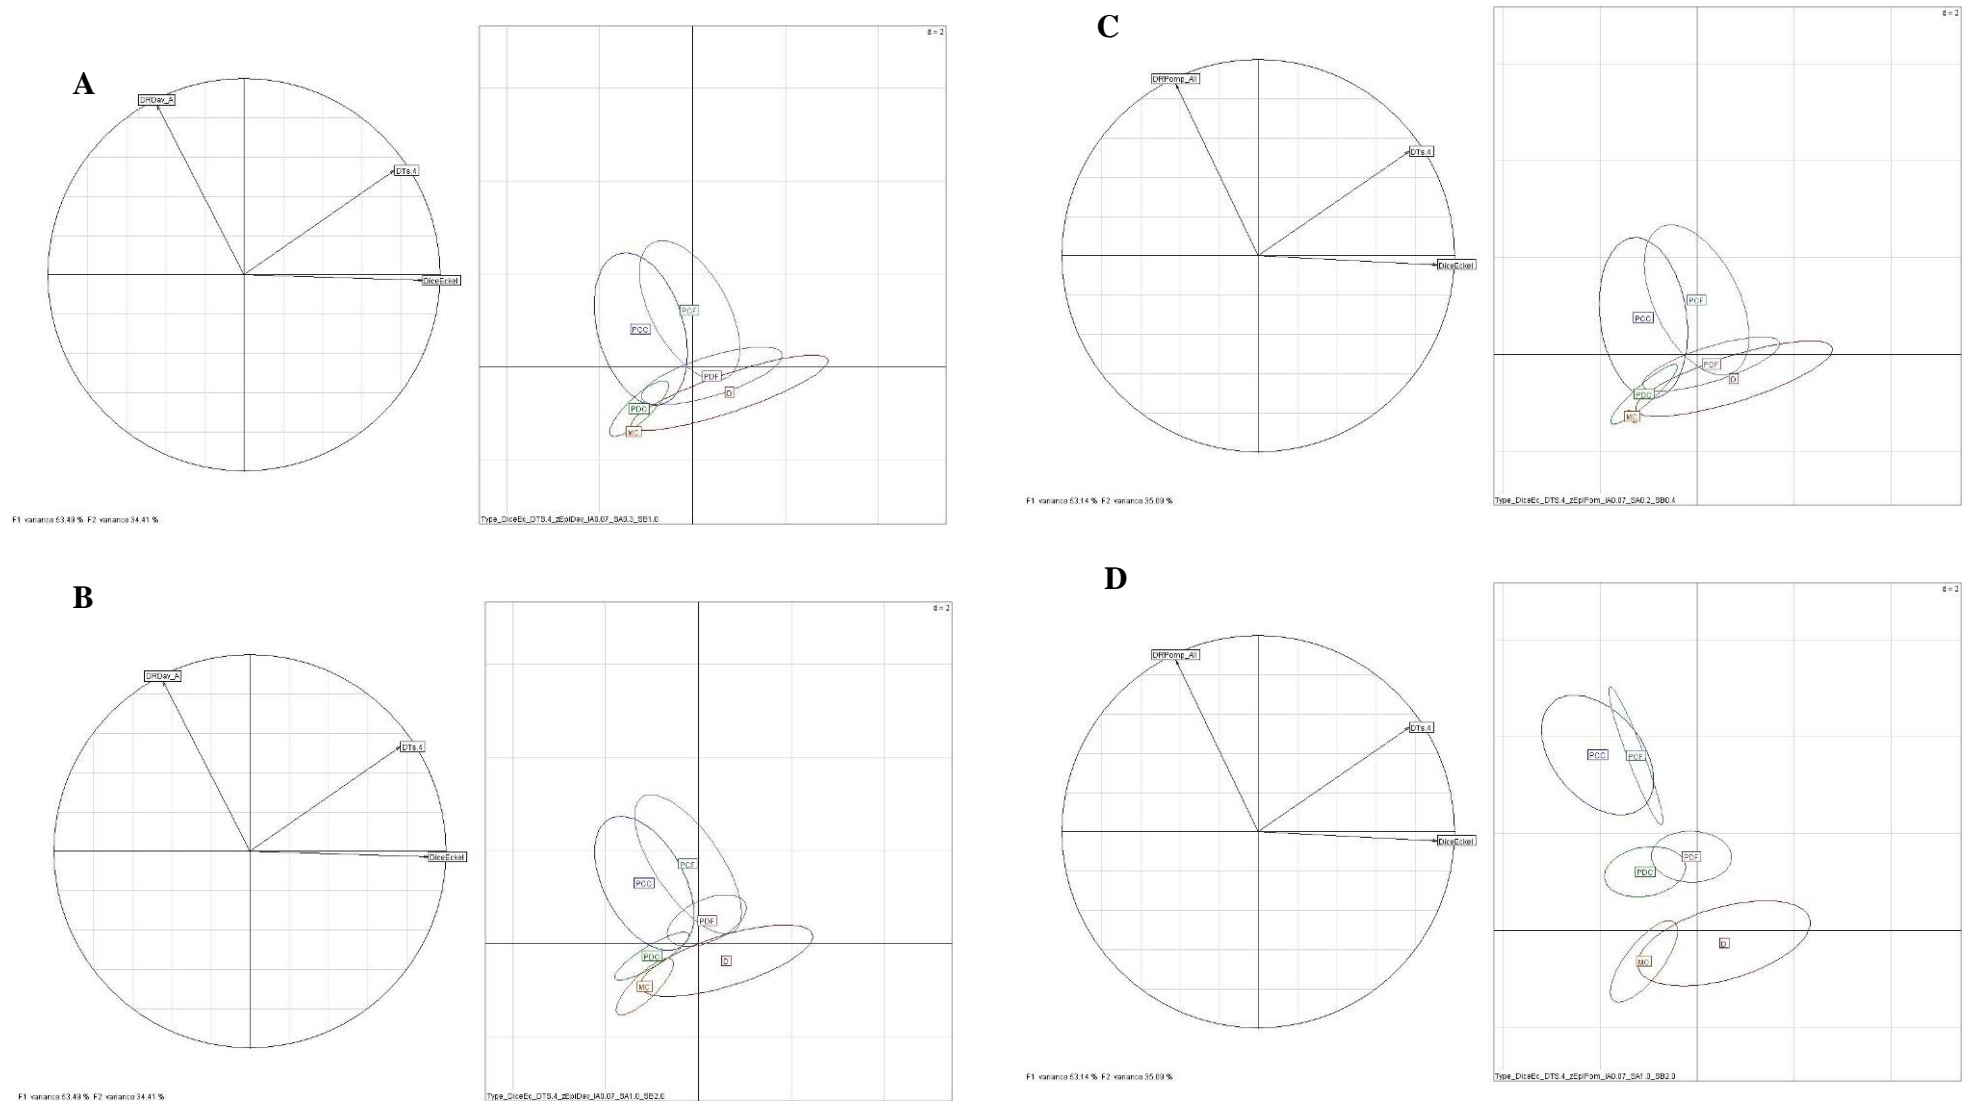 A
DRDav_A
DTs.4
DiceEckel
F1 variance 53.49 % F2 variance 34.41 %
d = 2
PCF
PCC
PDF
D
PDC
MC
Type_DiceEc_DTS.4_zEpiDav_IA0.07_SA0.3_SB1.0
C
DRPomp_All
DTs.4
DiceEckel
F1 variance 53.14 % F2 variance 35.09 %
d = 2
PCF
PCC
PDF
D
PDC
MC
Type_DiceEc_DTS.4_zEpiPom_IA0.07_SA0.2_SB0.4
B
DRDav_A
DTs.4
DiceEckel
F1 variance 53.49 % F2 variance 34.41 %
d = 2
PCF
PCC
PDF
PDC
D
MC
Type_DiceEc_DTS.4_zEpiDav_IA0.07_SA1.0_SB2.0
D
DRPomp_All
DTs.4
DiceEckel
F1 variance 53.14 % F2 variance 35.09 %
d = 2
PCC
PCF
PDF
PDC
D
MC
Type_DiceEc_DTS.4_zEpiPom_IA0.07_SA1.0_SB2.0